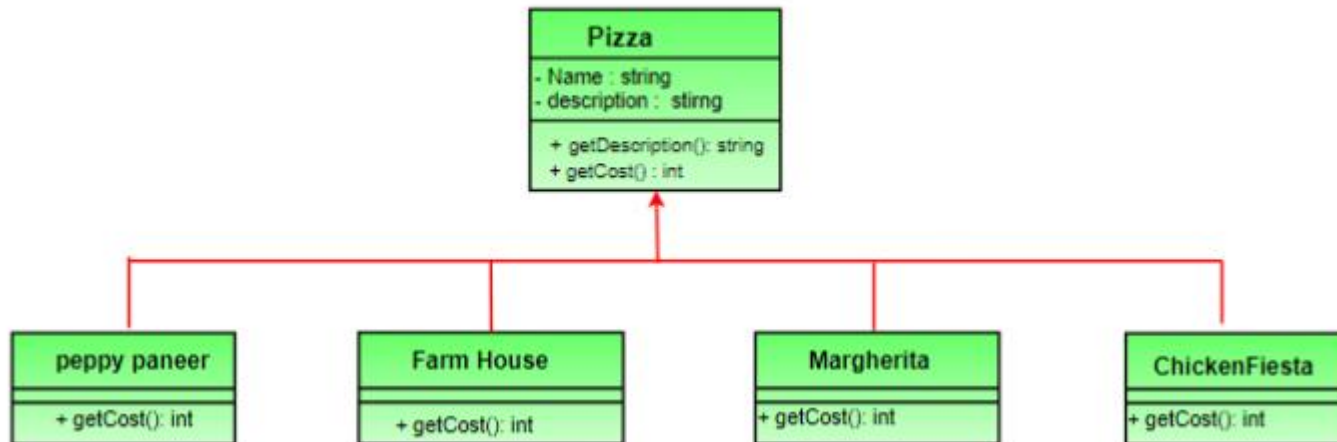 Pizza
- Name : string
- description : stirng
+ getDescription(): string
+ getCost() : int
peppy paneer
+ getCost(): int
Farm House
+ getCost(): int
Margherita
+ getCost(): int
ChickenFiesta
+ getCost(): int